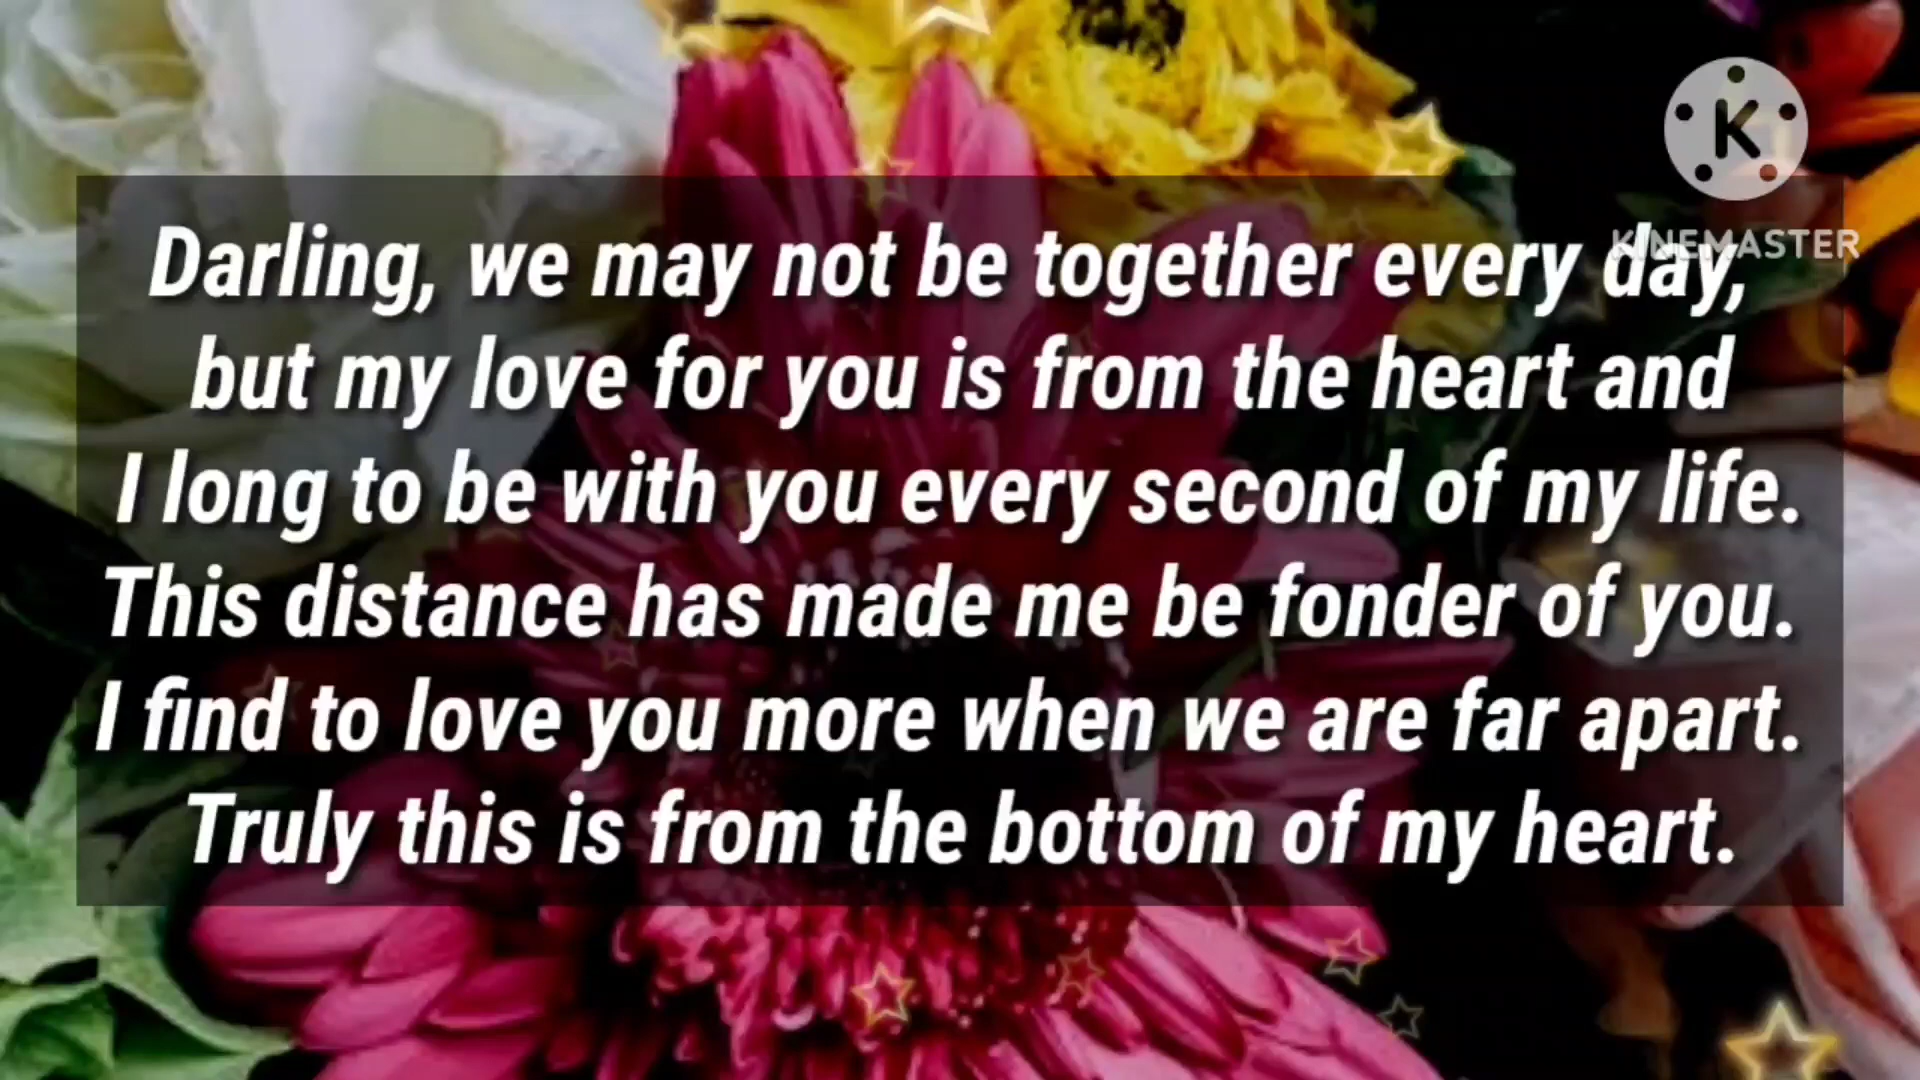 K
KINEMASTER
Darling, we may not be together every day,
but my love for you is from the heart and
I long to be with you every second of my life.
This distance has made me be fonder of you.
I find to love you more when we are far apart.
Truly this is from the bottom of my heart.